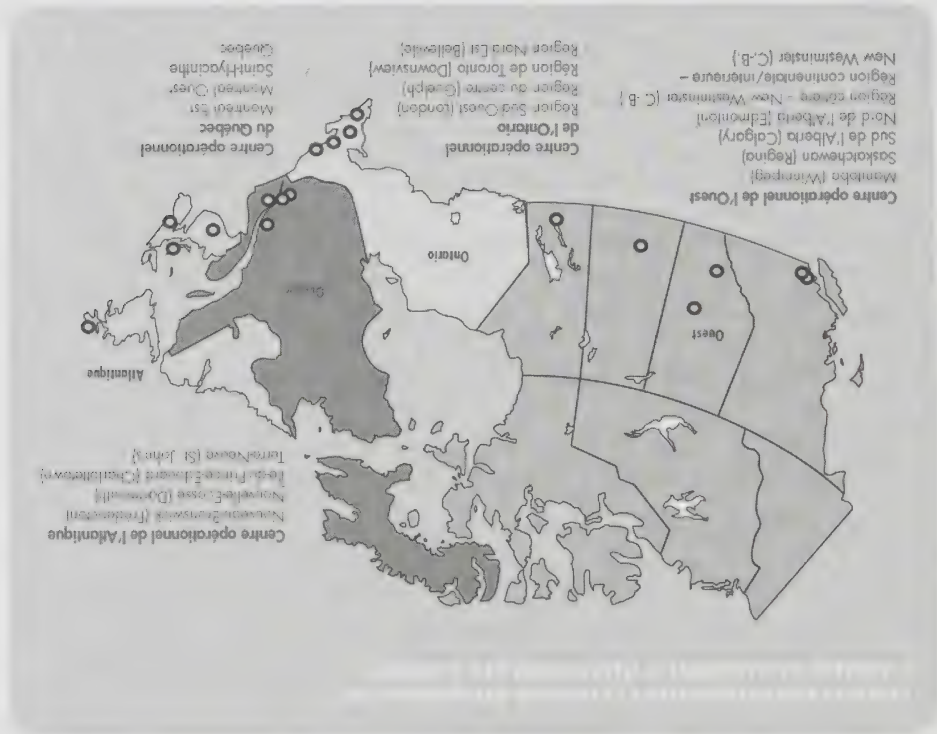 Centre opérationnel de l'Atlantique
Nouveau-Brunswick (Fredericton)
Nouvelle-Écosse (Dartmouth)
Île-du-Prince-Édouard (Charlottetown)
Terre-Neuve (St. John's)
Atlantique
Ouest
Ontario
Centre opérationnel de l'Ouest
Manitoba (Winnipeg)
Saskatchewan (Regina)
Sud de l'Alberta (Calgary)
Nord de l'Alberta (Edmonton)
Région côtière - New Westminster (C.-B.)
Région continentale/intérieure -
New Westminster (C.-B.)
Centre opérationnel
de l'Ontario
Région Sud-Ouest (London)
Région du centre (Guelph)
Région de Toronto (Downsview)
Région Nord-Est (Belleville)
Centre opérationnel
du Québec
Montréal Est
Montréal Ouest
Saint-Hyacinthe
Québec